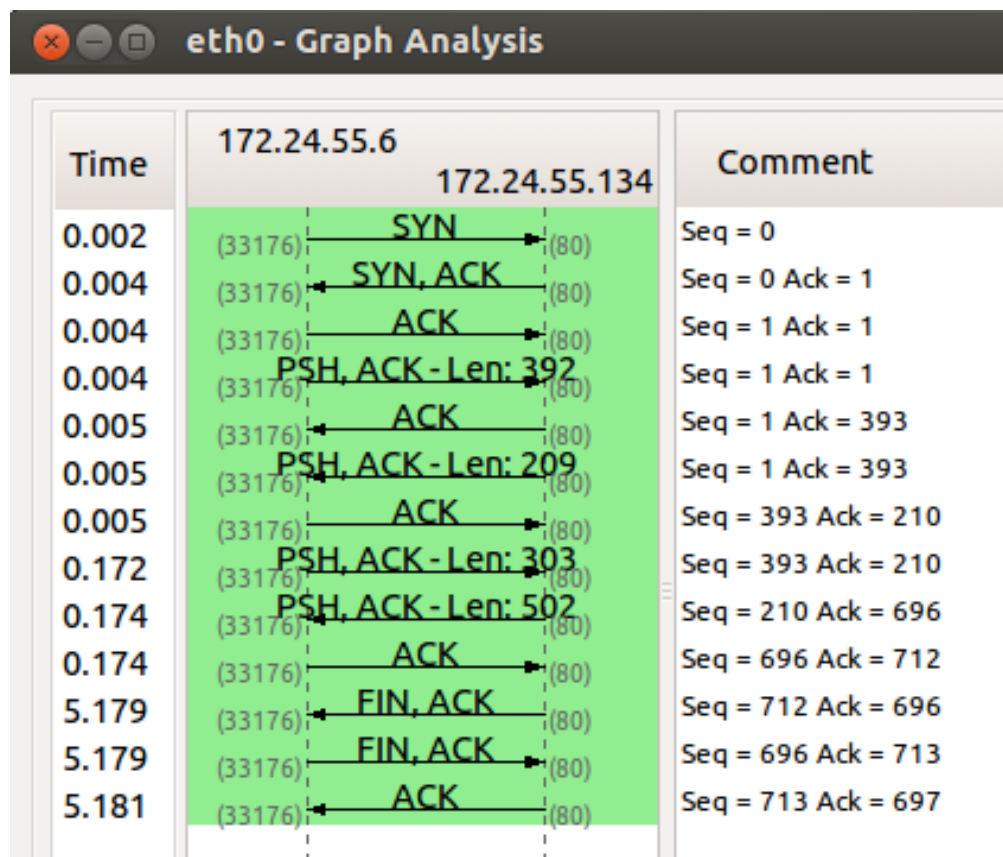 eth0 - Graph Analysis
Time 172.24.55.6 172.24.55.134 Comment
0.002 (33176) SYN (80) Seq = 0
0.004 (33176) SYN, ACK (80) Seq = 0 Ack = 1
0.004 (33176) ACK (80) Seq = 1 Ack = 1
0.004 (33176) PSH, ACK - Len: 392 (80) Seq = 1 Ack = 1
0.005 (33176) ACK (80) Seq = 1 Ack = 393
0.005 (33176) PSH, ACK - Len: 209 (80) Seq = 1 Ack = 393
0.005 (33176) ACK (80) Seq = 393 Ack = 210
0.172 (33176) PSH, ACK - Len: 303 (80) Seq = 393 Ack = 210
0.174 (33176) PSH, ACK - Len: 502 (80) Seq = 210 Ack = 696
0.174 (33176) ACK (80) Seq = 696 Ack = 712
5.179 (33176) FIN, ACK (80) Seq = 712 Ack = 696
5.179 (33176) FIN, ACK (80) Seq = 696 Ack = 713
5.181 (33176) ACK (80) Seq = 713 Ack = 697